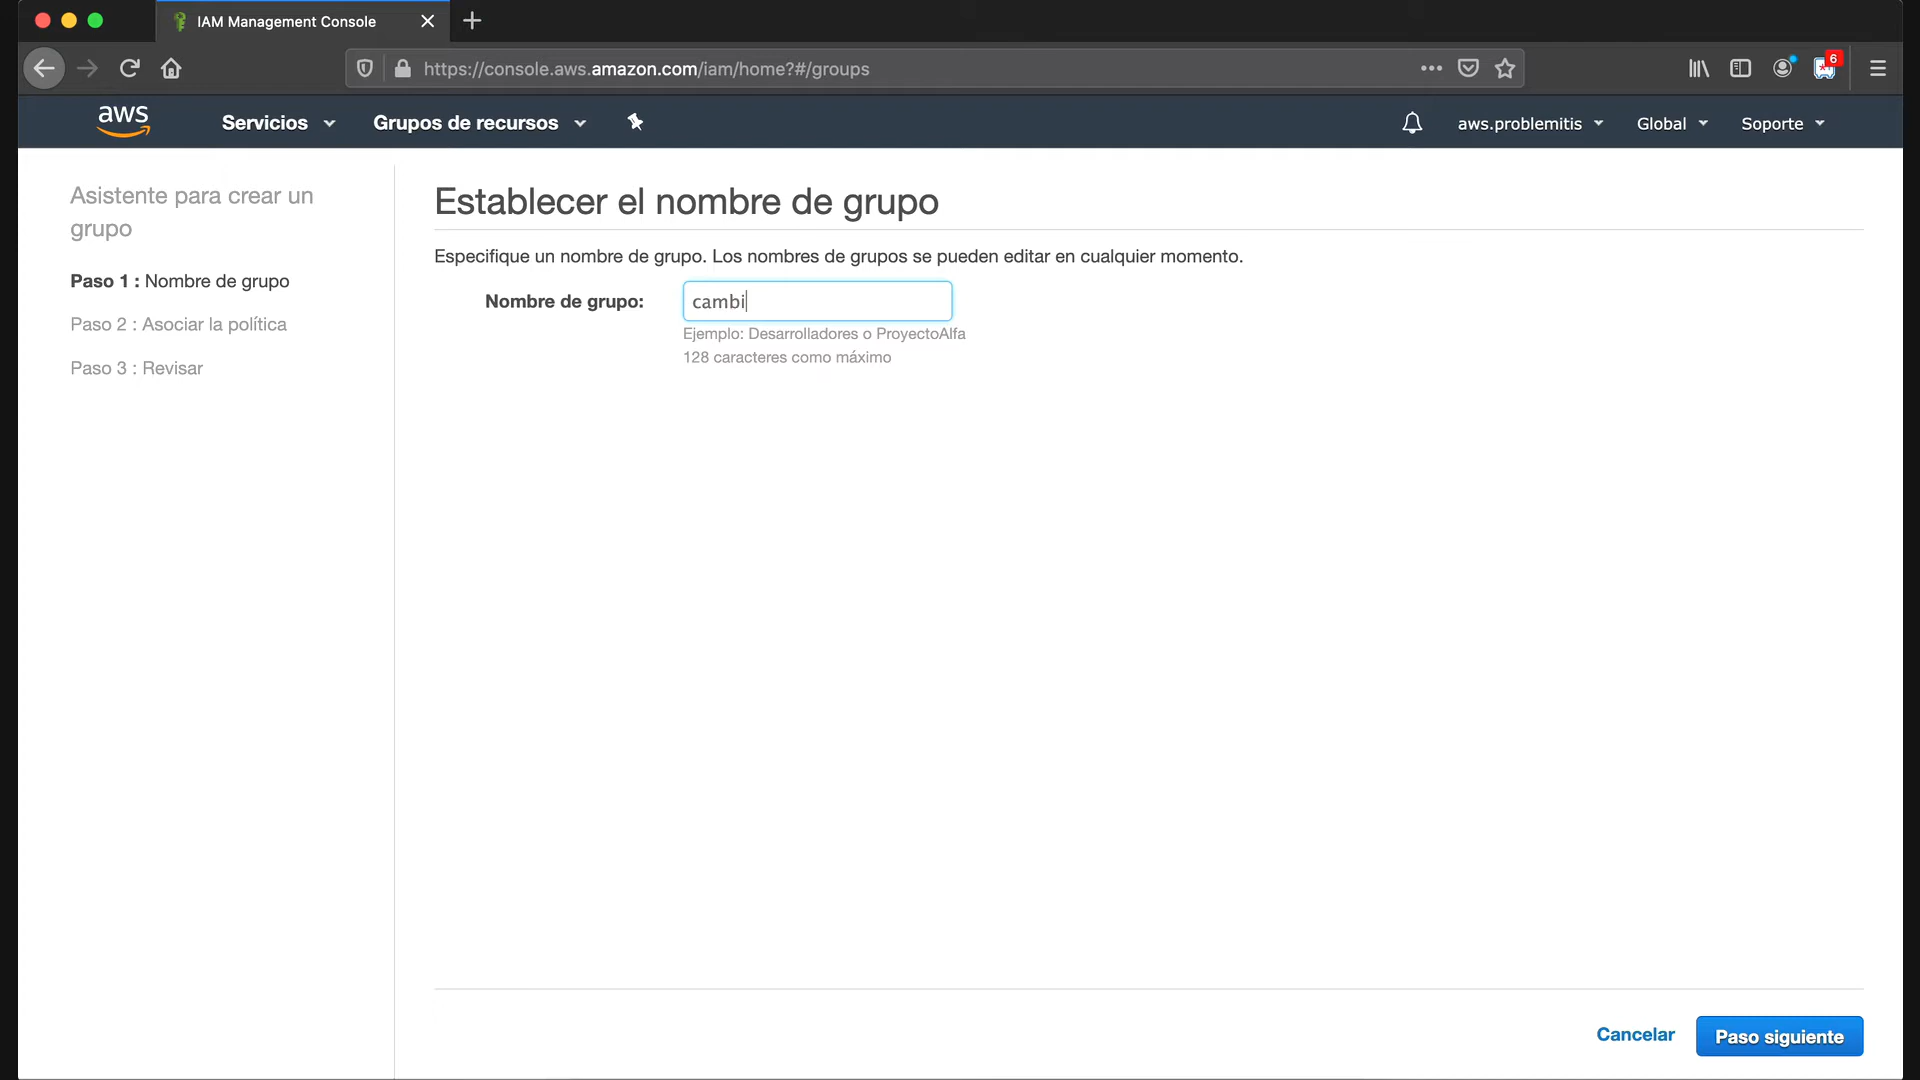 IAM Management Console
https://console.aws.amazon.com/iam/home?#/groups
6
aws
Servicios
Grupos de recursos
aws.problemitis
Global
Soporte
Asistente para crear un
grupo
Paso 1 : Nombre de grupo
Paso 2 : Asociar la política
Paso 3 : Revisar
Establecer el nombre de grupo
Especifique un nombre de grupo. Los nombres de grupos se pueden editar en cualquier momento.
Nombre de grupo:
cambi
Ejemplo: Desarrolladores o ProyectoAlfa
128 caracteres como máximo
Cancelar
Paso siguiente